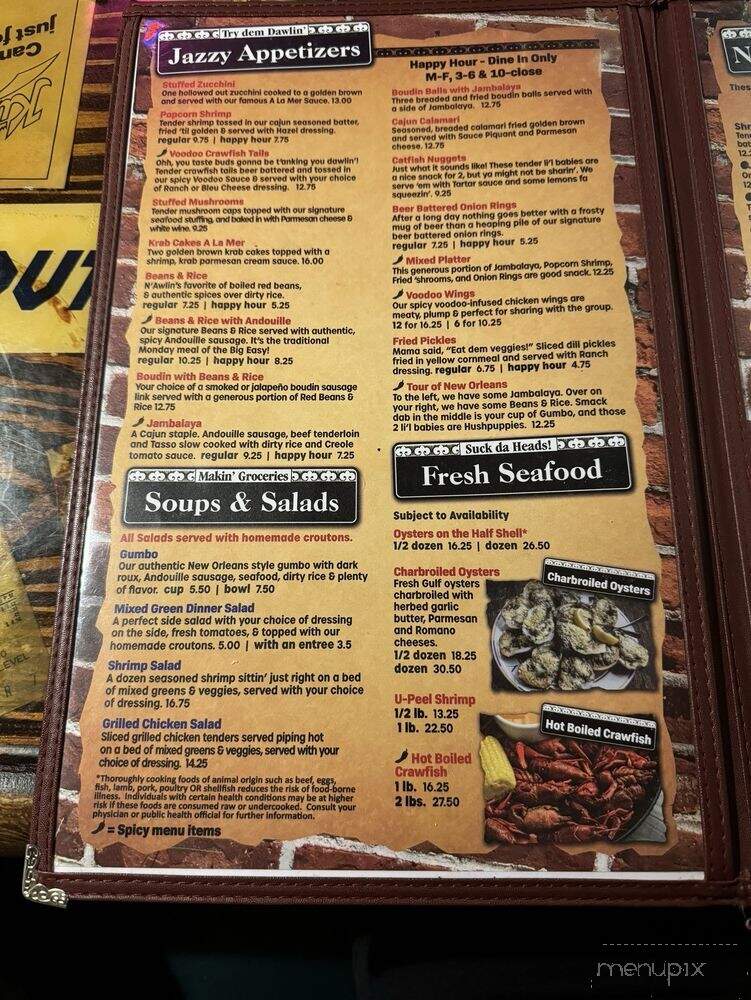 Try dem Dawlin'
Jazzy Appetizers
Stuffed Zucchini
One hollowed out zucchini cooked to a golden brown
and served with our famous A La Mer Sauce. 13.00
Popcorn Shrimp
Tender shrimp tossed in our cajun seasoned batter,
fried 'til golden & served with Hazel dressing.
regular 9.75 | happy hour 7.75
Voodoo Crawfish Tails
Ohh, you taste buds gonna be t'anking you dawlin'!
Tender crawfish tails beer battered and tossed in
our spicy Voodoo Sauce & served with your choice
of Ranch or Bleu Cheese dressing. 12.75
Stuffed Mushrooms
Tender mushroom caps topped with our signature
seafood stuffing, and baked in with Parmesan cheese &
white wine. 9.25
Krab Cakes A La Mer
Two golden brown krab cakes topped with a
shrimp, krab parmesan cream sauce. 16.00
Beans & Rice
N'Awlin's favorite of boiled red beans,
& authentic spices over dirty rice.
regular 7.25 | happy hour 5.25
Beans & Rice with Andouille
Our signature Beans & Rice served with authentic,
spicy Andouille sausage. It's the traditional
Monday meal of the Big Easy!
regular 10.25 | happy hour 8.25
Boudin with Beans & Rice
Your choice of a smoked or jalapeño boudin sausage
link served with a generous portion of Red Beans &
Rice 12.75
Jambalaya
A Cajun staple. Andouille sausage, beef tenderloin
and Tasso slow cooked with dirty rice and Creole
tomato sauce. regular 9.25 | happy hour 7.25
Makin' Groceries
Soups & Salads
All Salads served with homemade croutons.
Gumbo
Our authentic New Orleans style gumbo with dark
roux, Andouille sausage, seafood, dirty rice & plenty
of flavor. cup 5.50 | bowl 7.50
Mixed Green Dinner Salad
A perfect side salad with your choice of dressing
on the side, fresh tomatoes, & topped with our
homemade croutons. 5.00 | with an entree 3.5
Shrimp Salad
A dozen seasoned shrimp sittin' just right on a bed
of mixed greens & veggies, served with your choice
of dressing. 16.75
Grilled Chicken Salad
Sliced grilled chicken tenders served piping hot
on a bed of mixed greens & veggies, served with your
choice of dressing. 14.25
*Thoroughly cooking foods of animal origin such as beef, eggs,
fish, lamb, pork, poultry OR shellfish reduces the risk of food-borne
illness. Individuals with certain health conditions may be at higher
risk if these foods are consumed raw or undercooked. Consult your
physician or public health official for further information.
= Spicy menu items
Happy Hour - Dine In Only
M-F, 3-6 & 10-close
Boudin Balls with Jambalaya
Three breaded and fried boudin balls served with
a side of Jambalaya. 12.75
Cajun Calamari
Seasoned, breaded calamari fried golden brown
and served with Sauce Piquant and Parmesan
cheese. 12.75
Catfish Nuggets
Just what it sounds like! These tender li'l babies are
a nice snack for 2, but ya might not be sharin'. We
serve 'em with Tartar sauce and some lemons fa
squeezin'. 9.25
Beer Battered Onion Rings
After a long day nothing goes better with a frosty
mug of beer than a heaping pile of our signature
beer battered onion rings.
regular 7.25 | happy hour 5.25
Mixed Platter
This generous portion of Jambalaya, Popcorn Shrimp,
Fried 'shrooms, and Onion Rings are good snack. 12.25
Voodoo Wings
Our spicy voodoo-infused chicken wings are
meaty, plump & perfect for sharing with the group.
12 for 16.25 | 6 for 10.25
Fried Pickles
Mama said, "Eat dem veggies!" Sliced dill pickles
fried in yellow cornmeal and served with Ranch
dressing. regular 6.75 | happy hour 4.75
Tour of New Orleans
To the left, we have some Jambalaya. Over on
your right, we have some Beans & Rice. Smack
dab in the middle is your cup of Gumbo, and those
2 li'l babies are Hushpuppies. 12.25
Suck da Heads!
Fresh Seafood
Subject to Availability
Oysters on the Half Shell*
1/2 dozen 16.25 | dozen 26.50
Charbroiled Oysters
Fresh Gulf oysters
charbroiled with
herbed garlic
butter, Parmesan
and Romano
cheeses.
1/2 dozen 18.25
dozen 30.50
Charbroiled Oysters
U-Peel Shrimp
1/2 lb. 13.25
1 lb. 22.50
Hot Boiled
Crawfish
1 lb. 16.25
2 lbs. 27.50
Hot Boiled Crawfish
menupix